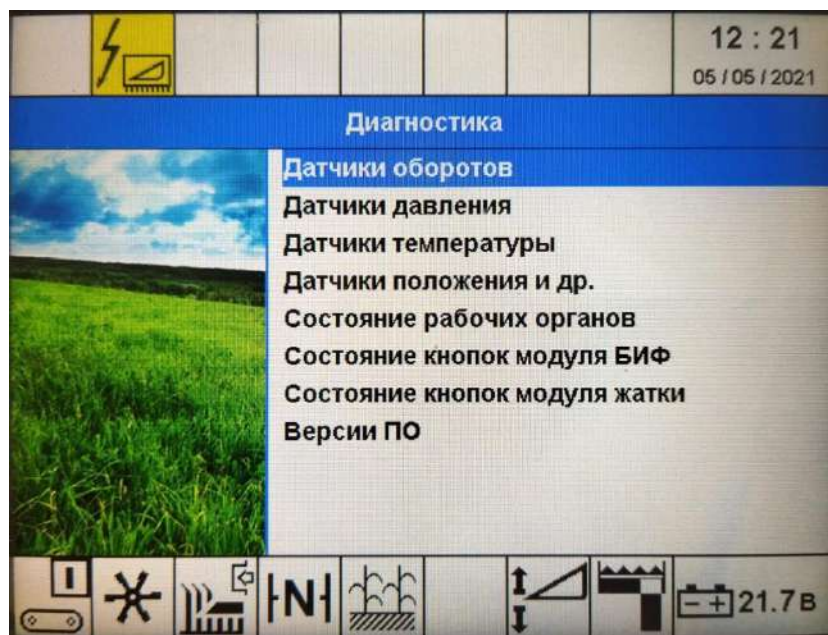 12 : 21
05 / 05 / 2021
Диагностика
Датчики оборотов
Датчики давления
Датчики температуры
Датчики положения и др.
Состояние рабочих органов
Состояние кнопок модуля БИФ
Состояние кнопок модуля жатки
Версии ПО
I
N
21.7 в